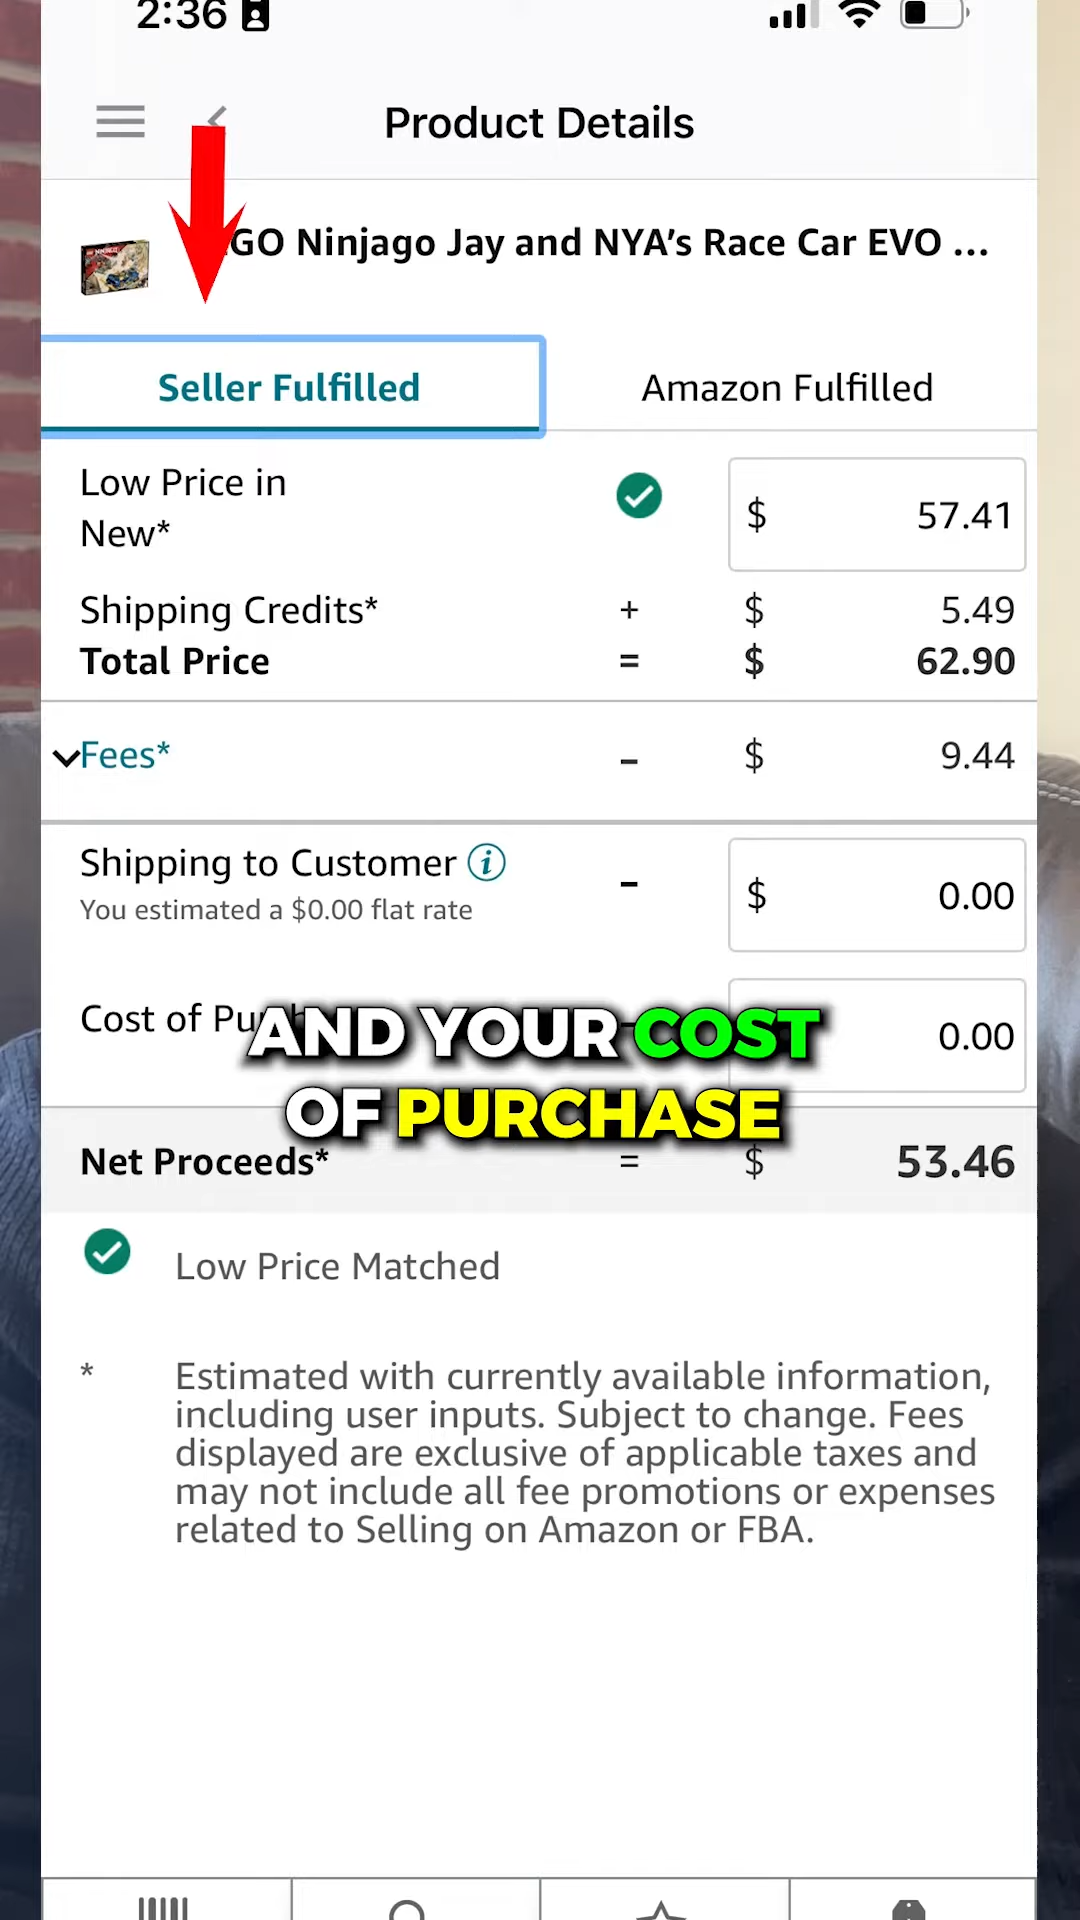 2:36
Product Details
GO Ninjago Jay and NYA's Race Car EVO ...
Seller Fulfilled
Amazon Fulfilled
Low Price in
New*
$ 57.41
Shipping Credits* + $ 5.49
Total Price = $ 62.90
Fees* - $ 9.44
Shipping to Customer i
- $ 0.00
You estimated a $0.00 flat rate
Cost of Pu
0.00
AND YOUR COST
OF PURCHASE
Net Proceeds* = $ 53.46
Low Price Matched
* Estimated with currently available information,
including user inputs. Subject to change. Fees
displayed are exclusive of applicable taxes and
may not include all fee promotions or expenses
related to Selling on Amazon or FBA.